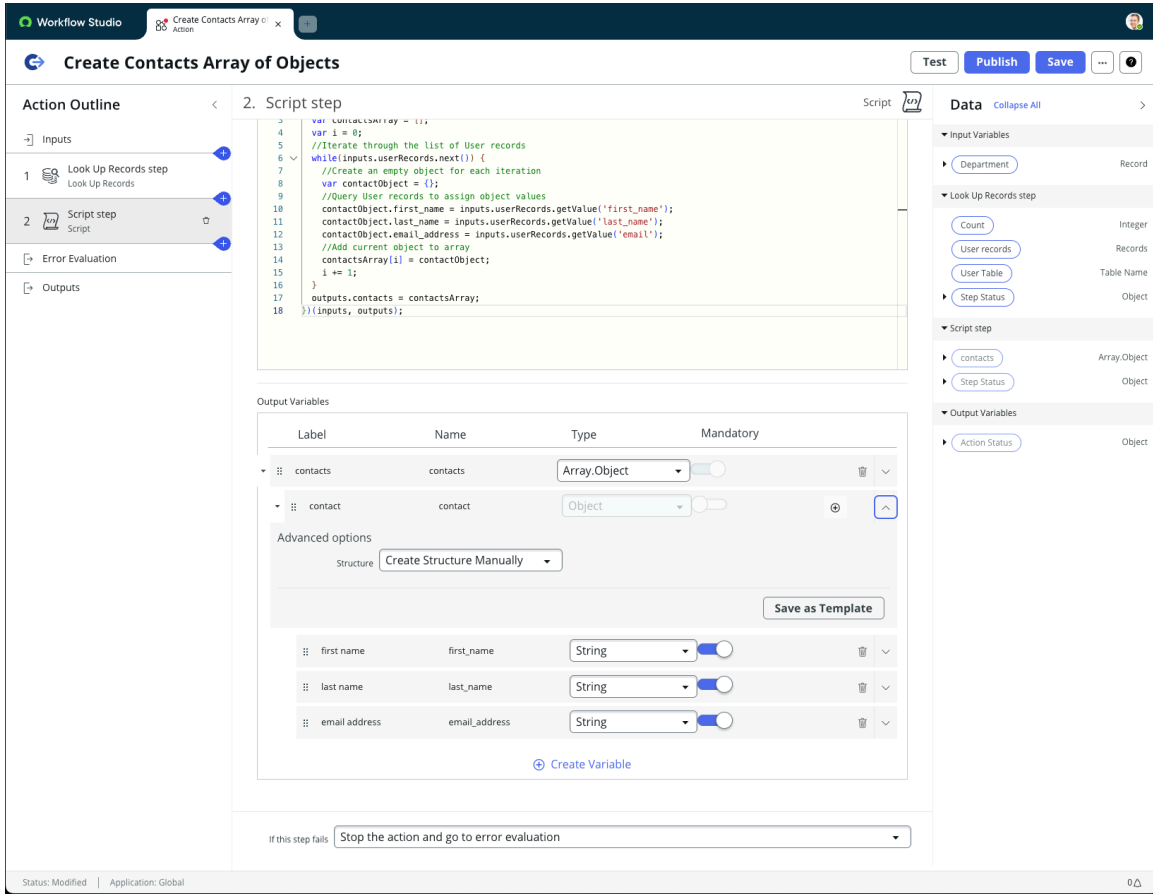 Workflow Studio
Create Contacts Array of
Action
Create Contacts Array of Objects
Test
Publish
Save
...
?
Action Outline
Inputs
1
Look Up Records step
Look Up Records
2
Script step
Script
Error Evaluation
Outputs
2. Script step
Script
3 var contactsArray = [];
4 var i = 0;
5 //Iterate through the list of User records
6 while(inputs.userRecords.next()) {
7 //Create an empty object for each iteration
8 var contactObject = {};
9 //Query User records to assign object values
10 contactObject.first_name = inputs.userRecords.getValue('first_name');
11 contactObject.last_name = inputs.userRecords.getValue('last_name');
12 contactObject.email_address = inputs.userRecords.getValue('email');
13 //Add current object to array
14 contactsArray[i] = contactObject;
15 i += 1;
16 }
17 outputs.contacts = contactsArray;
18 })(inputs, outputs);
Output Variables
Label Name Type Mandatory
contacts contacts Array.Object
contact contact Object
Advanced options
Structure Create Structure Manually
Save as Template
first name first_name String
last name last_name String
email address email_address String
Create Variable
If this step fails Stop the action and go to error evaluation
Data Collapse All
Input Variables
Department Record
Look Up Records step
Count Integer
User records Records
User Table Table Name
Step Status Object
Script step
contacts Array.Object
Step Status Object
Output Variables
Action Status Object
Status: Modified | Application: Global
0